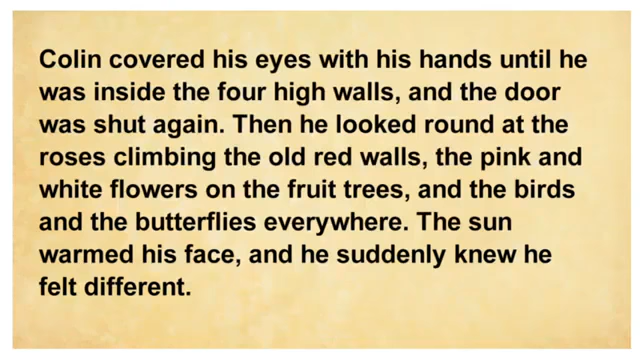 Colin covered his eyes with his hands until he
was inside the four high walls, and the door
was shut again. Then he looked round at the
roses climbing the old red walls, the pink and
white flowers on the fruit trees, and the birds
and the butterflies everywhere. The sun
warmed his face, and he suddenly knew he
felt different.